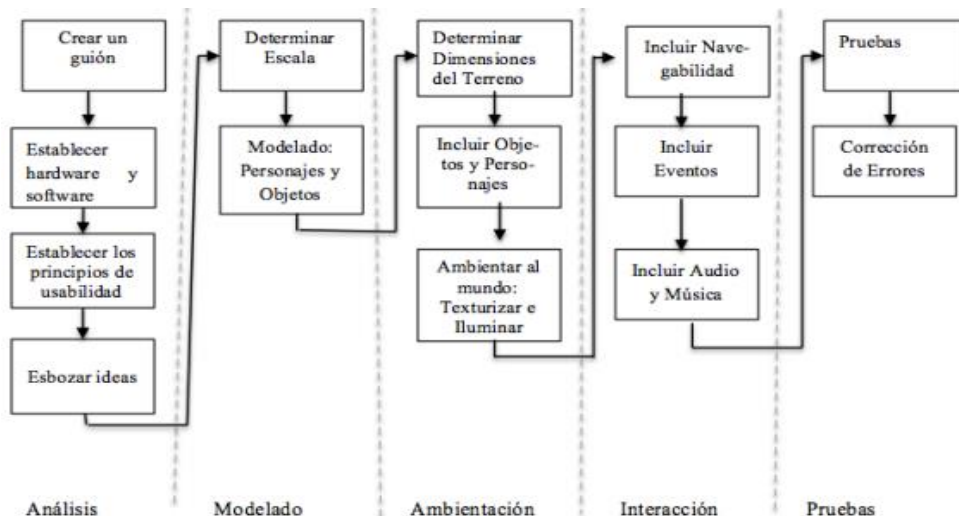 Crear un
guión
Establecer
hardware y
software
Establecer los
principios de
usabilidad
Esbozar ideas
Determinar
Escala
Modelado:
Personajes y
Objetos
Determinar
Dimensiones
del Terreno
Incluir Obje-
tos y Perso-
najes
Ambientar al
mundo:
Texturizar e
Iluminar
Incluir Nave-
gabilidad
Incluir
Eventos
Incluir Audio
y Música
Pruebas
Corrección
de Errores
Análisis
Modelado
Ambientación
Interacción
Pruebas